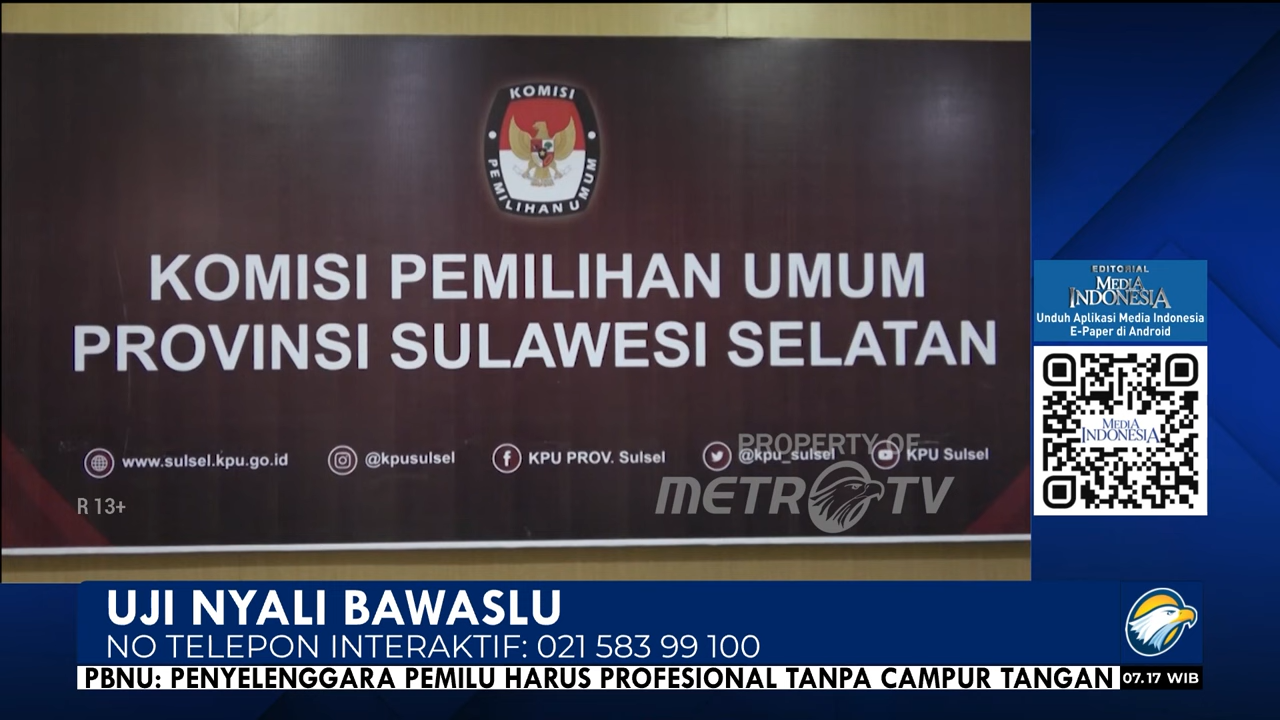 KOMISI
PEMILIHAN UMUM
KOMISI PEMILIHAN UMUM
PROVINSI SULAWESI SELATAN
www.sulsel.kpu.go.id
@kpusulsel
KPU PROV. Sulsel
@kpu_sulsel
KPU Sulsel
PROPERTY OF
METRO TV
R 13+
EDITORIAL
MEDIA
INDONESIA
Unduh Aplikasi Media Indonesia
E-Paper di Android
MEDIA
INDONESIA
UJI NYALI BAWASLU
NO TELEPON INTERAKTIF: 021 583 99 100
PBNU: PENYELENGGARA PEMILU HARUS PROFESIONAL TANPA CAMPUR TANGAN
07.17 WIB